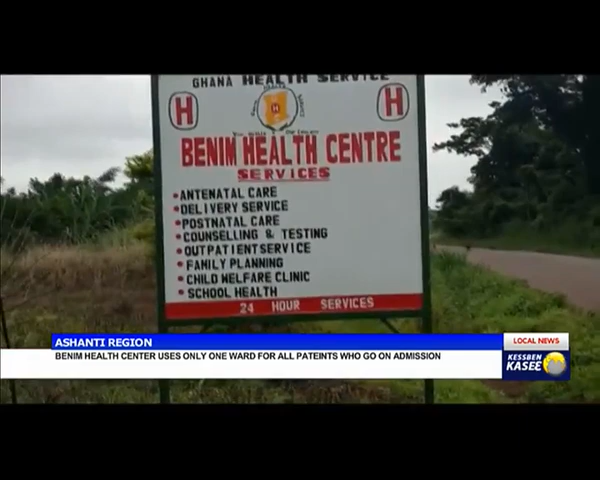 GHANA HEALTH SERVICE
H
H
H
BENIM HEALTH CENTRE
SERVICES
• ANTENATAL CARE
• DELIVERY SERVICE
• POSTNATAL CARE
• COUNSELLING & TESTING
• OUTPATIENT SERVICE
• FAMILY PLANNING
• CHILD WELFARE CLINIC
• SCHOOL HEALTH
24 HOUR SERVICES
ASHANTI REGION
LOCAL NEWS
BENIM HEALTH CENTER USES ONLY ONE WARD FOR ALL PATEINTS WHO GO ON ADMISSION
KESSBEN
KASEE